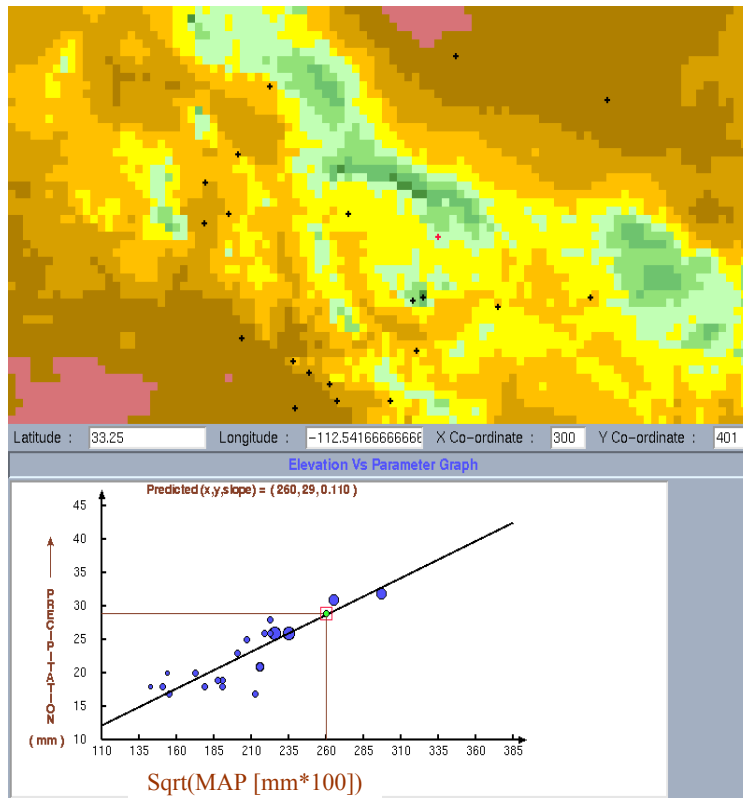 Latitude : 33.25 Longitude : -112.54166666666 X Co-ordinate : 300 Y Co-ordinate : 401
Elevation Vs Parameter Graph
Predicted (x,y,slope) = ( 260, 29, 0.110 )
45
40
35
30
25
20
15
10
PRECIPITATION
( mm )
110 135 160 185 210 235 260 285 310 335 360 385
Sqrt(MAP [mm*100])